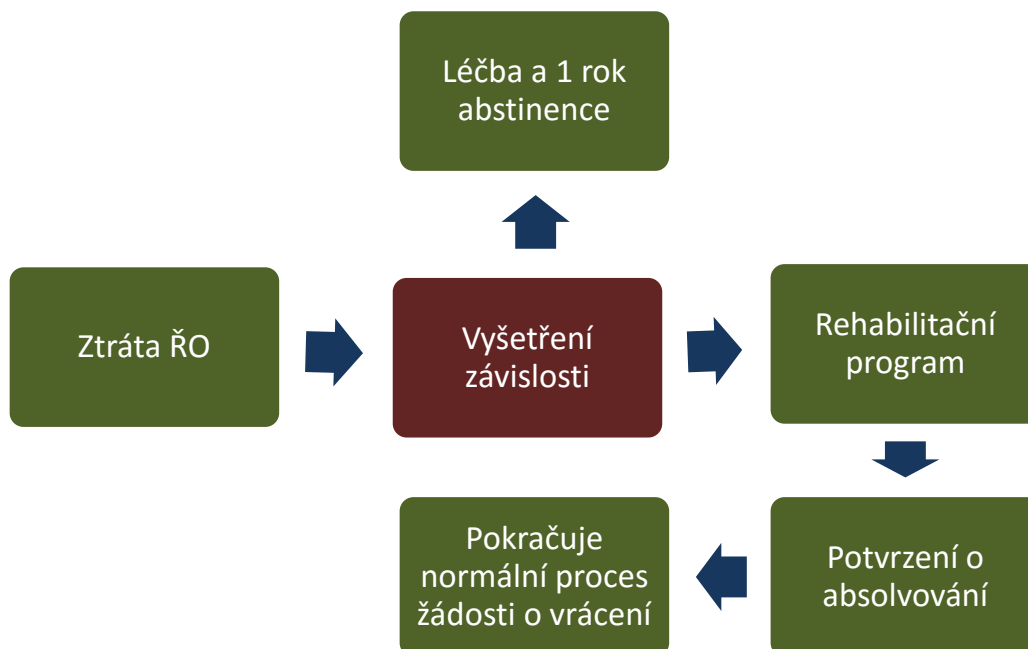 Léčba a 1 rok
abstinence
Ztráta ŘO
Vyšetření
závislosti
Rehabilitační
program
Pokračuje
normální proces
žádosti o vrácení
Potvrzení o
absolvování